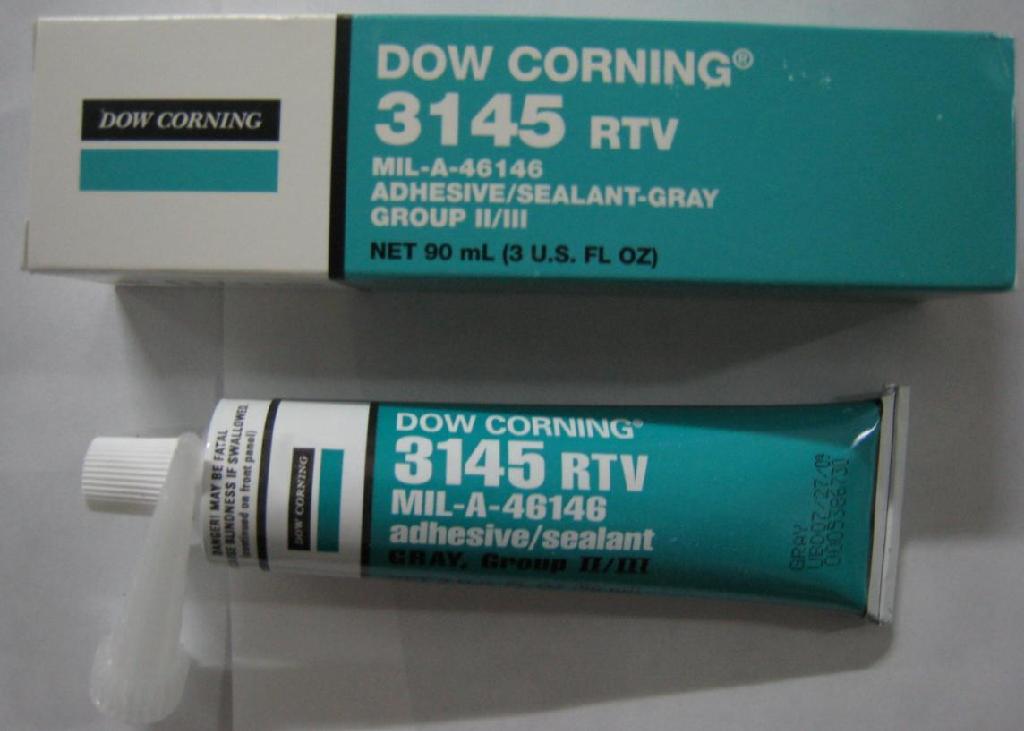 DOW CORNING
DOW CORNING®
3145 RTV
MIL-A-46146
ADHESIVE/SEALANT-GRAY
GROUP II/III
NET 90 mL (3 U.S. FL OZ)
DANGER! MAY BE FATAL
BLINDNESS IF SWALLOWED
(continued on front panel)
DOW CORNING
DOW CORNING®
3145 RTV
MIL-A-46146
adhesive/sealant
GRAY, Group II/III
GRAY